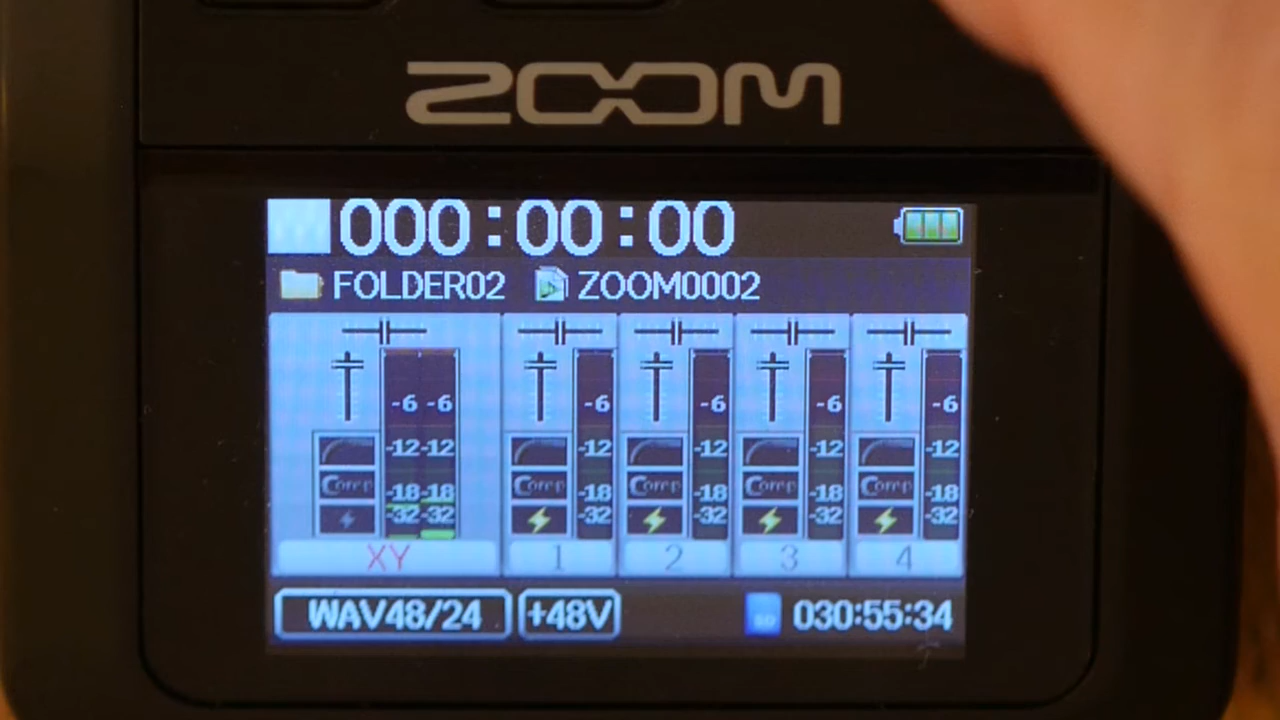 ZOOM
000:00:00
FOLDER02 ZOOM0002
-6 -6 -6 -6 -6 -6
-12 -12 -12 -12 -12 -12
Comp Comp Comp Comp Comp
-18 -18 -18 -18 -18 -18
-32 -32 -32 -32 -32 -32
XY 1 2 3 4
WAV48/24 +48V SD 030:55:34